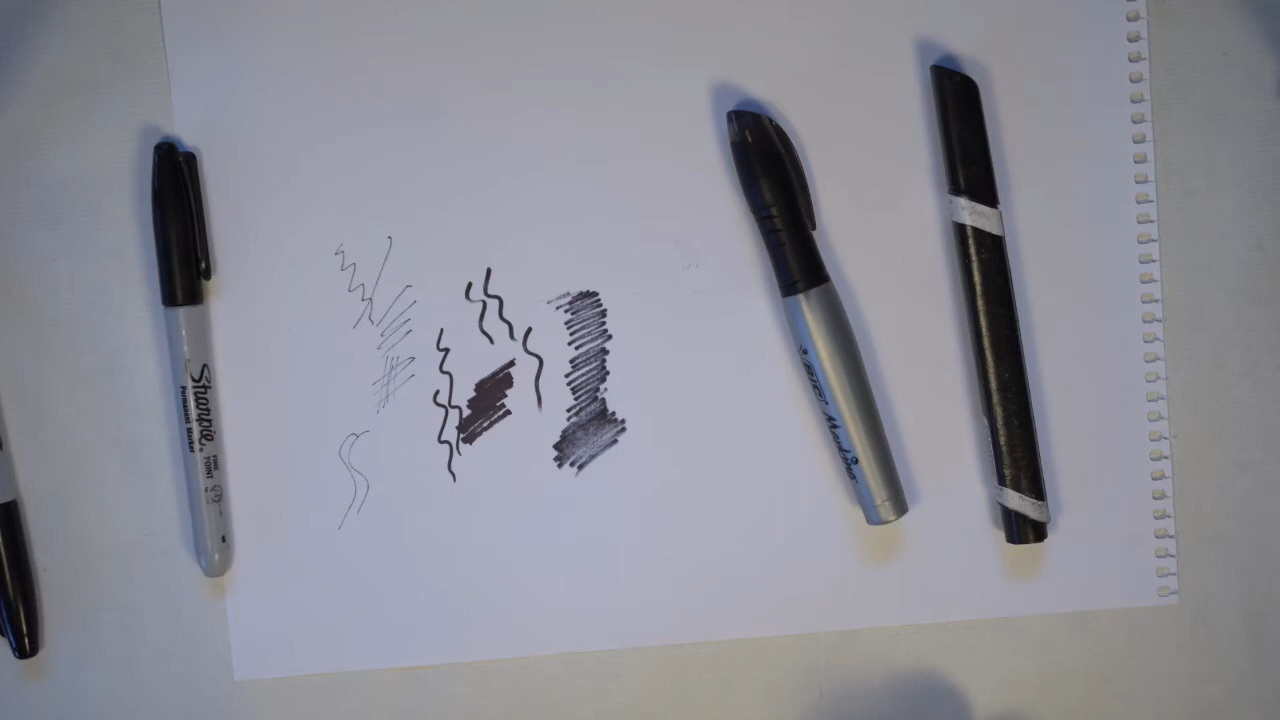 Sharpie
Permanent Marker
FINE
POINT
BIC Marking